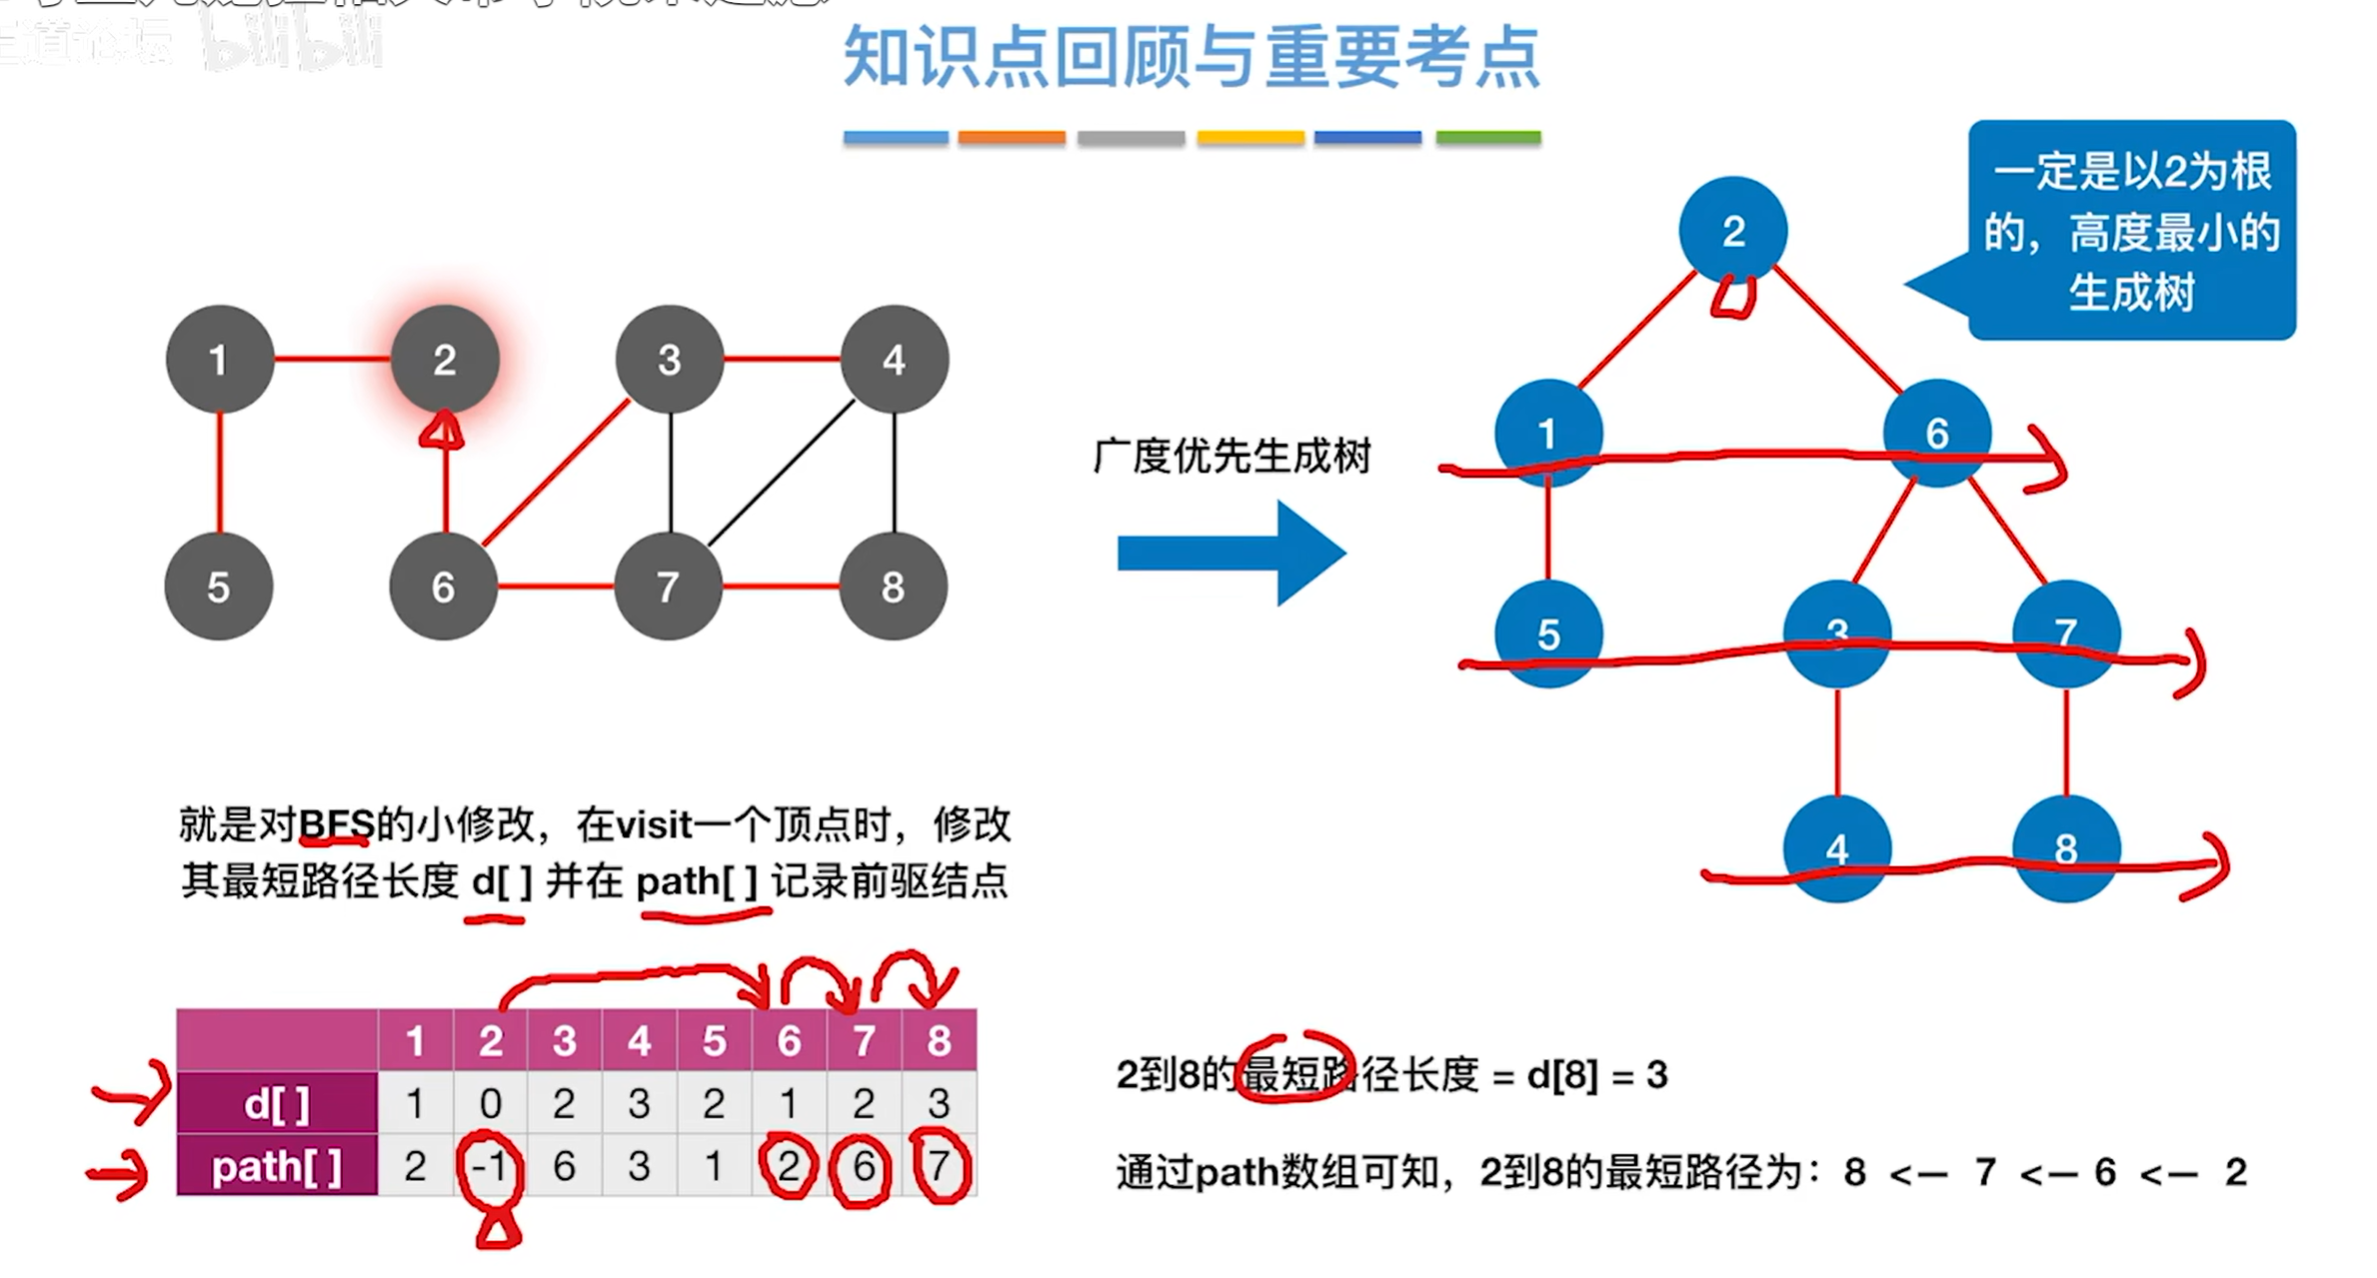 王道论坛 bilibili
知识点回顾与重要考点
一定是以2为根
的，高度最小的
生成树
2
1
2
3
4
1
6
广度优先生成树
5
6
7
8
5
3
7
4
8
就是对BFS的小修改，在visit一个顶点时，修改
其最短路径长度 d[ ] 并在 path[ ] 记录前驱结点
1 2 3 4 5 6 7 8
d[ ] 1 0 2 3 2 1 2 3
path[ ] 2 -1 6 3 1 2 6 7
2到8的最短路径长度 = d[8] = 3
通过path数组可知，2到8的最短路径为：8 <— 7 <— 6 <— 2